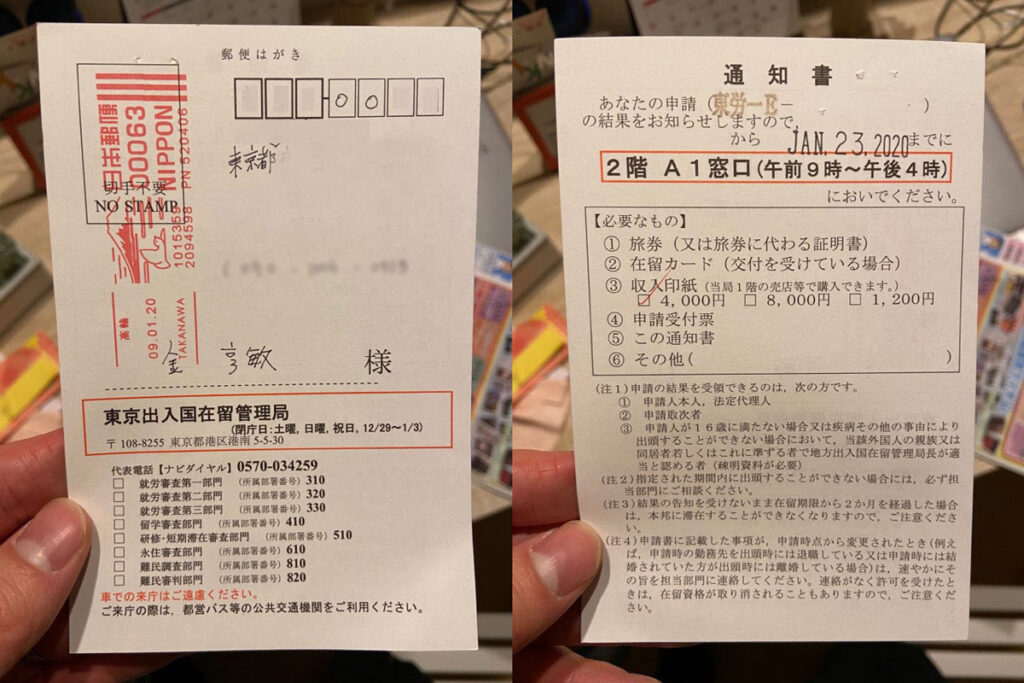 郵便はがき
日本郵便
00063
NIPPON
PN 520406
切手不要
NO STAMP
1015359
2094598
高輪
09.01.20
TAKANAWA
00
東京都
金 亨敏 様
東京出入国在留管理局
(閉庁日:土曜, 日曜, 祝日, 12/29〜1/3)
〒108-8255 東京都港区港南 5-5-30
代表電話【ナビダイヤル】0570-034259
□ 就労審査第一部門 (所属部署番号) 310
□ 就労審査第二部門 (所属部署番号) 320
□ 就労審査第三部門 (所属部署番号) 330
□ 留学審査部門 (所属部署番号) 410
□ 研修・短期滞在審査部門 (所属部署番号) 510
□ 永住審査部門 (所属部署番号) 610
□ 難民調査部門 (所属部署番号) 810
□ 難民審判部門 (所属部署番号) 820
車での来庁はご遠慮ください。
ご来庁の際は, 都営バス等の公共交通機関をご利用ください。
通知書
あなたの申請(東労一E− )
の結果をお知らせしますので,
から JAN. 23. 2020 までに
2階 A1窓口(午前9時〜午後4時)
においでください。
【必要なもの】
① 旅券(又は旅券に代わる証明書)
② 在留カード(交付を受けている場合)
③ 収入印紙(当局1階の売店等で購入できます。)
□ 4,000円 □ 8,000円 □ 1,200円
④ 申請受付票
⑤ この通知書
⑥ その他( )
(注1)申請の結果を受領できるのは, 次の方です。
① 申請人本人, 法定代理人
② 申請取次者
③ 申請人が16歳に満たない場合又は疾病その他の事由により
出頭することができない場合において, 当該外国人の親族又は
同居者若しくはこれに準ずる者で地方出入国在留管理局長が適
当と認める者(疎明資料が必要)
(注2)指定された期間内に出頭することができない場合には, 必ず担
当部門にご相談ください。
(注3)結果の告知を受けないまま在留期限から2か月を経過した場合
は, 本邦に滞在することができなくなりますので, ご注意くださ
い。
(注4)申請書に記載した事項が, 申請時点から変更されたとき(例え
ば, 申請時の勤務先を出頭時には退職している又は申請時には結
婚されていた方が出頭時には離婚している場合)は, 速やかにそ
の旨を担当部門に連絡してください。連絡がなく許可を受けたと
きは, 在留資格が取り消されることもありますので, ご注意くださ
い。